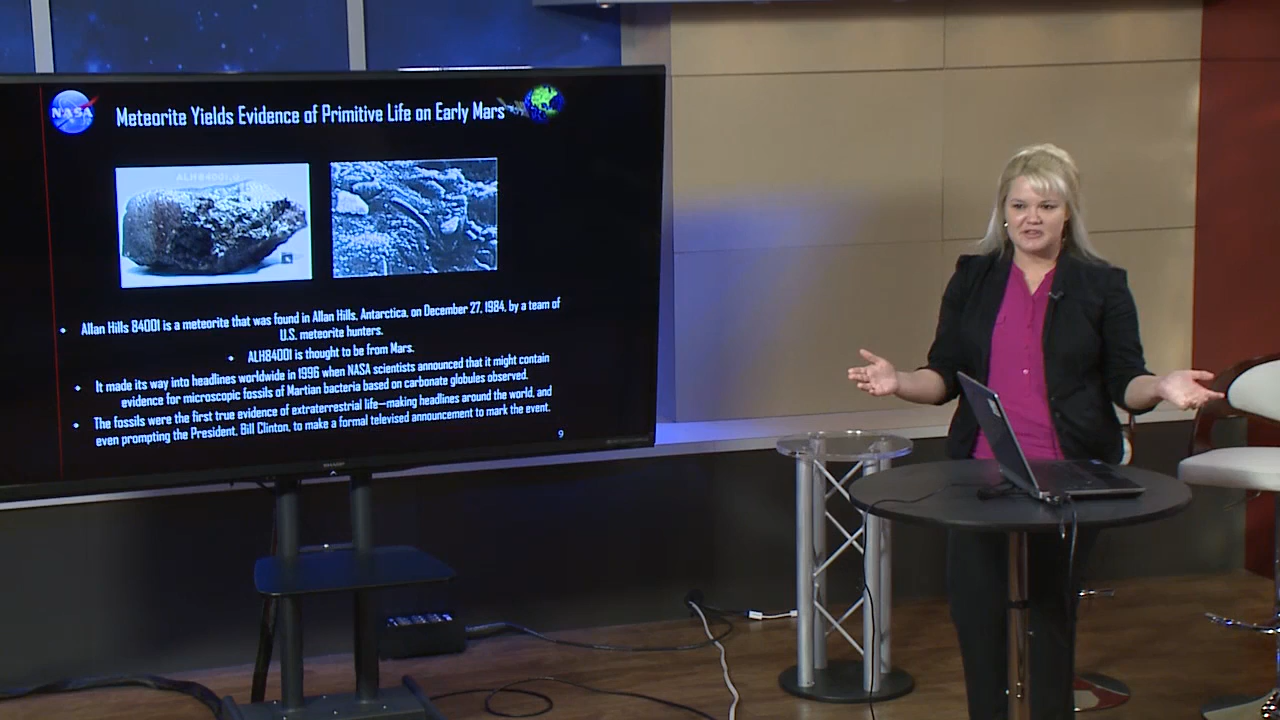 NASA
Meteorite Yields Evidence of Primitive Life on Early Mars
ALH84001,0
• Allan Hills 84001 is a meteorite that was found in Allan Hills, Antarctica, on December 27, 1984, by a team of
U.S. meteorite hunters.
• ALH84001 is thought to be from Mars.
• It made its way into headlines worldwide in 1996 when NASA scientists announced that it might contain
evidence for microscopic fossils of Martian bacteria based on carbonate globules observed.
• The fossils were the first true evidence of extraterrestrial life—making headlines around the world, and
even prompting the President, Bill Clinton, to make a formal televised announcement to mark the event.
9
SHARP